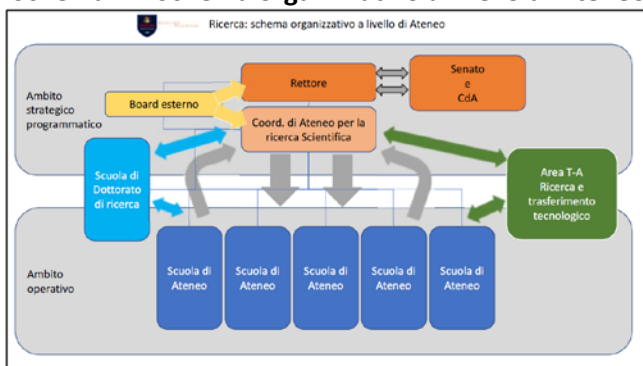 Ricerca: schema organizzativo a livello di Ateneo
Ambito
strategico
programmatico
Board esterno
Rettore
Senato
e
CdA
Coord. di Ateneo per la
ricerca Scientifica
Scuola di
Dottorato
di ricerca
Area T-A
Ricerca e
trasferimento
tecnologico
Ambito
operativo
Scuola di
Ateneo
Scuola di
Ateneo
Scuola di
Ateneo
Scuola di
Ateneo
Scuola di
Ateneo